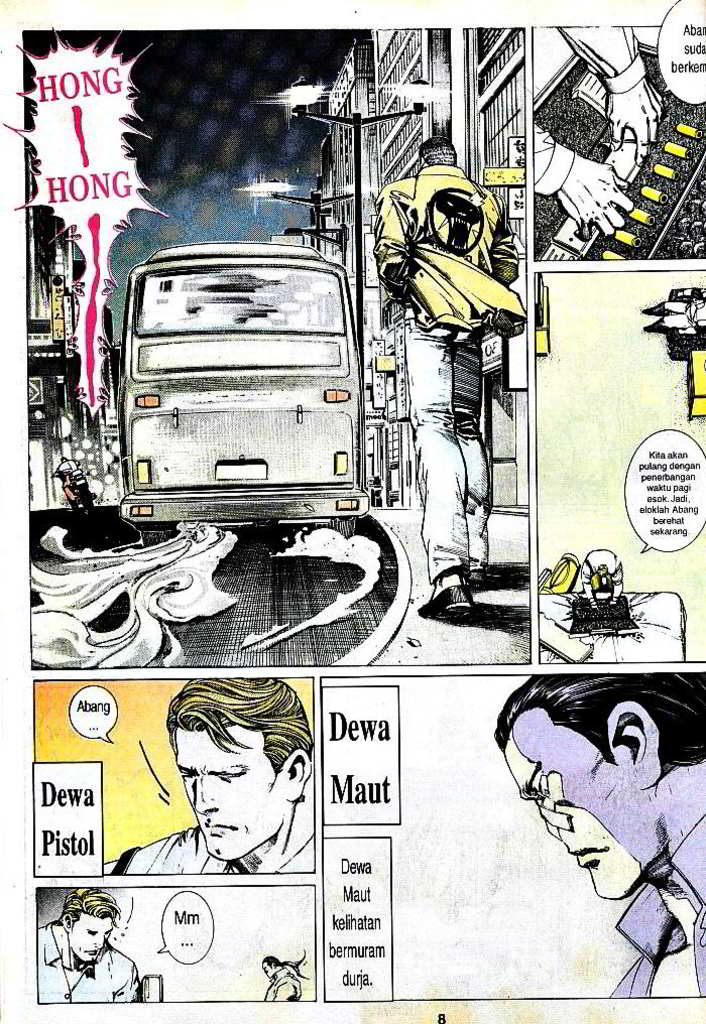 HONG
HONG
Kita akan
pulang dengan
penerbangan
waktu pagi
esok. Jadi,
eloklah Abang
berehat
sekarang.
Abang
...
Dewa
Pistol
Mm
...
Dewa
Maut
Dewa
Maut
kelihatan
bermuram
durja.
8